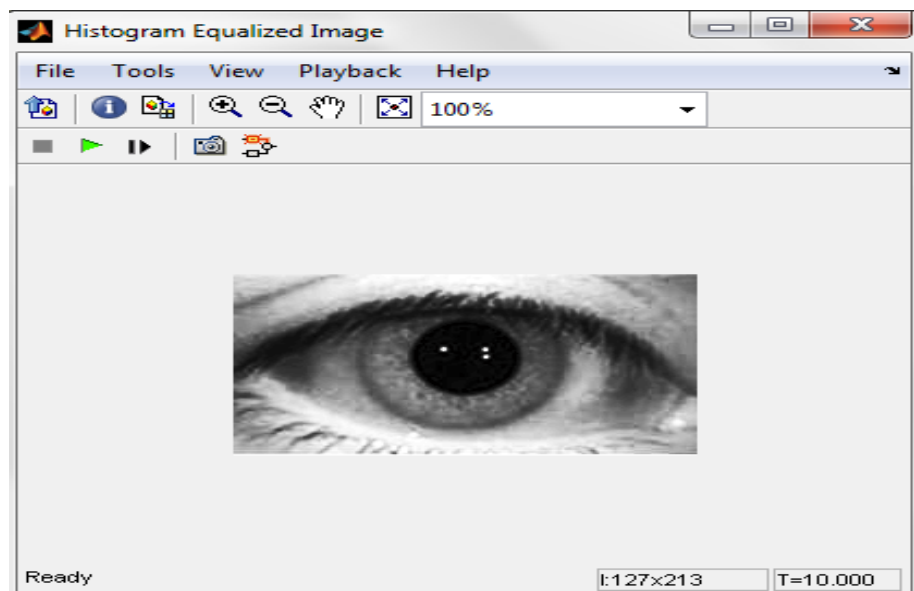 Histogram Equalized Image
File Tools View Playback Help
100%
Ready I:127x213 T=10.000